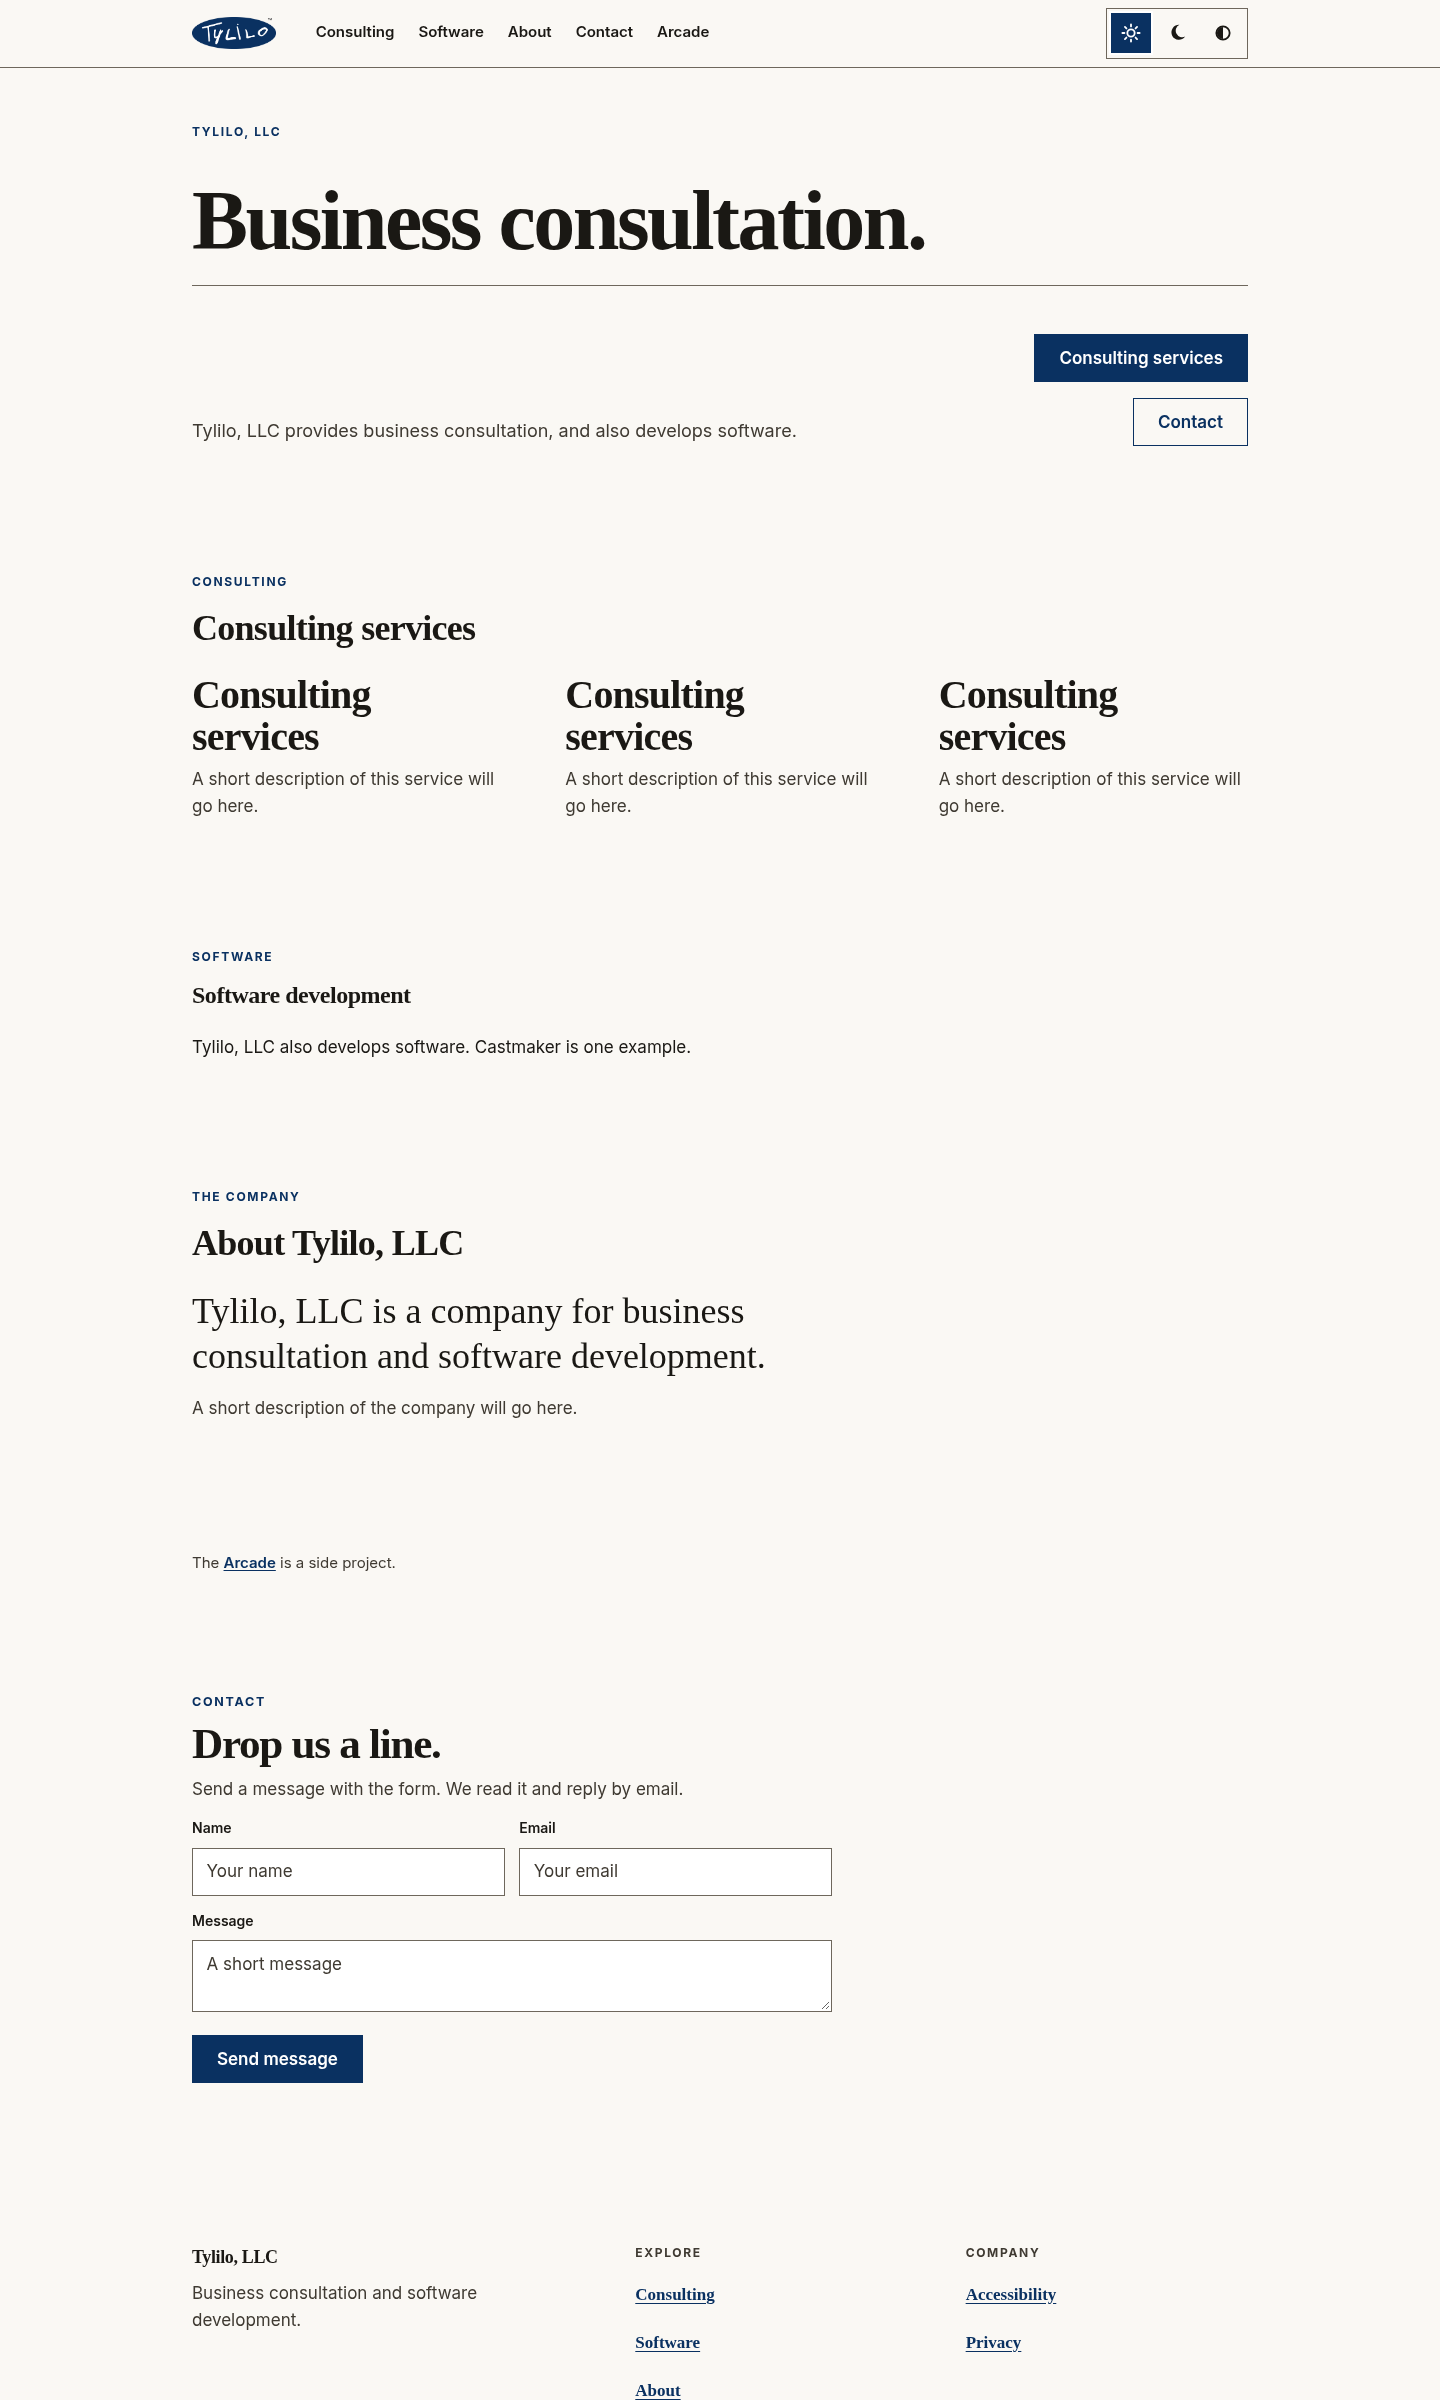 TYLILO ™
Consulting Software About Contact Arcade
TYLILO, LLC
Business consultation.
Consulting services
Contact
Tylilo, LLC provides business consultation, and also develops software.
CONSULTING
Consulting services
Consulting
services
A short description of this service will
go here.
Consulting
services
A short description of this service will
go here.
Consulting
services
A short description of this service will
go here.
SOFTWARE
Software development
Tylilo, LLC also develops software. Castmaker is one example.
THE COMPANY
About Tylilo, LLC
Tylilo, LLC is a company for business
consultation and software development.
A short description of the company will go here.
The Arcade is a side project.
CONTACT
Drop us a line.
Send a message with the form. We read it and reply by email.
Name
Your name
Email
Your email
Message
A short message
Send message
Tylilo, LLC
Business consultation and software
development.
EXPLORE
Consulting
Software
About
COMPANY
Accessibility
Privacy